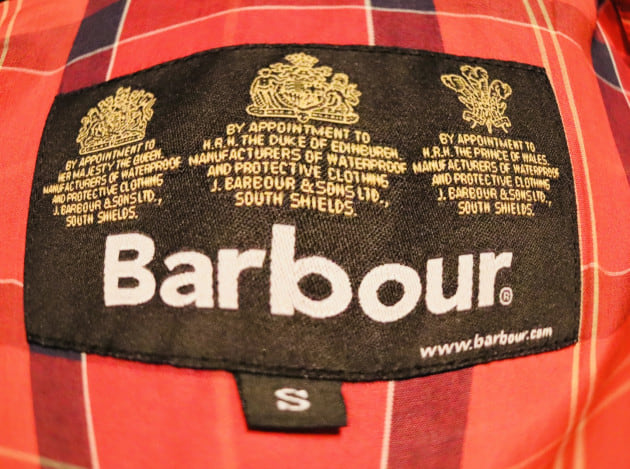 BY APPOINTMENT TO
HER MAJESTY THE QUEEN,
MANUFACTURERS OF WATERPROOF
AND PROTECTIVE CLOTHING
J. BARBOUR & SONS LTD.,
SOUTH SHIELDS.
BY APPOINTMENT TO
H.R.H. THE DUKE OF EDINBURGH,
MANUFACTURERS OF WATERPROOF
AND PROTECTIVE CLOTHING
J. BARBOUR & SONS LTD.,
SOUTH SHIELDS.
BY APPOINTMENT TO
H.R.H. THE PRINCE OF WALES,
MANUFACTURERS OF WATERPROOF
AND PROTECTIVE CLOTHING
J. BARBOUR & SONS LTD.,
SOUTH SHIELDS.
Barbour®
www.barbour.com
S